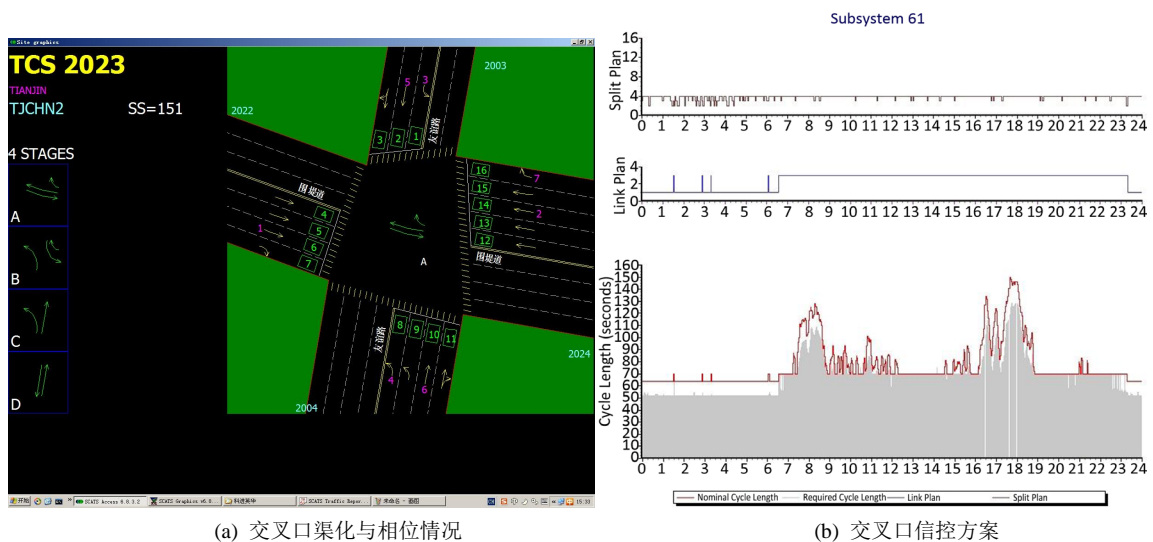 Site graphics
TCS 2023
TIANJIN
TJCHN2 SS=151
4 STAGES
A
B
C
D
2003
2022
2024
2004
5 3
3 2 1
友谊路
围堤道
4
5
6
7
1
16
15
14
13
12
7
2
围堤道
A
友谊路
8 9 10 11
4
6
开始
SCATS Access 6.8.3.2
科进英华
未命名 - 画图
15:38
(a) 交叉口渠化与相位情况
Subsystem 61
Split Plan
16
12
8
4
0
0 1 2 3 4 5 6 7 8 9 10 11 12 13 14 15 16 17 18 19 20 21 22 23 24
Link Plan
4
2
0
0 1 2 3 4 5 6 7 8 9 10 11 12 13 14 15 16 17 18 19 20 21 22 23 24
Cycle Length (seconds)
160
150
140
130
120
110
100
90
80
70
60
50
40
30
20
10
0
0 1 2 3 4 5 6 7 8 9 10 11 12 13 14 15 16 17 18 19 20 21 22 23 24
Nominal Cycle Length Required Cycle Length Link Plan Split Plan
(b) 交叉口信控方案